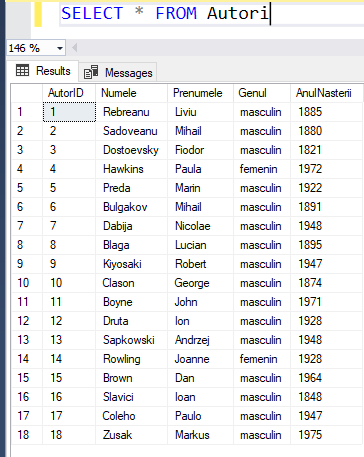 SELECT * FROM Autori
146 %
Results Messages
AutorID Numele Prenumele Genul AnulNasterii
1 1 Rebreanu Liviu masculin 1885
2 2 Sadoveanu Mihail masculin 1880
3 3 Dostoevsky Fiodor masculin 1821
4 4 Hawkins Paula femenin 1972
5 5 Preda Marin masculin 1922
6 6 Bulgakov Mihail masculin 1891
7 7 Dabija Nicolae masculin 1948
8 8 Blaga Lucian masculin 1895
9 9 Kiyosaki Robert masculin 1947
10 10 Clason George masculin 1874
11 11 Boyne John masculin 1971
12 12 Druta Ion masculin 1928
13 13 Sapkowski Andrzej masculin 1948
14 14 Rowling Joanne femenin 1928
15 15 Brown Dan masculin 1964
16 16 Slavici Ioan masculin 1848
17 17 Coleho Paulo masculin 1947
18 18 Zusak Markus masculin 1975